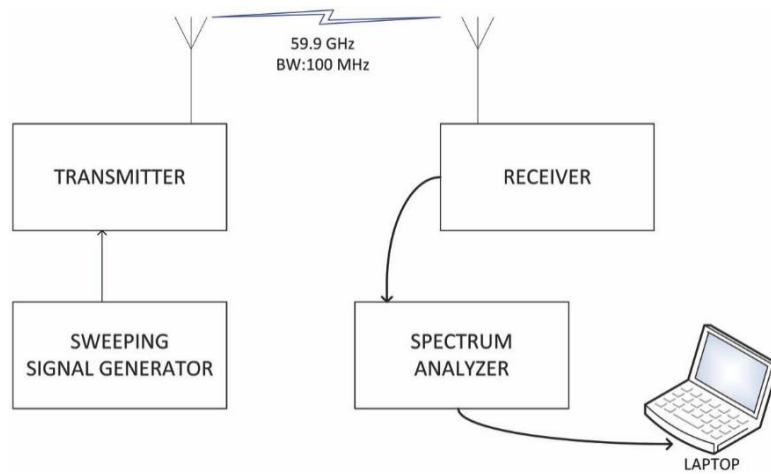 59.9 GHz
BW:100 MHz
TRANSMITTER
RECEIVER
SWEEPING
SIGNAL GENERATOR
SPECTRUM
ANALYZER
LAPTOP